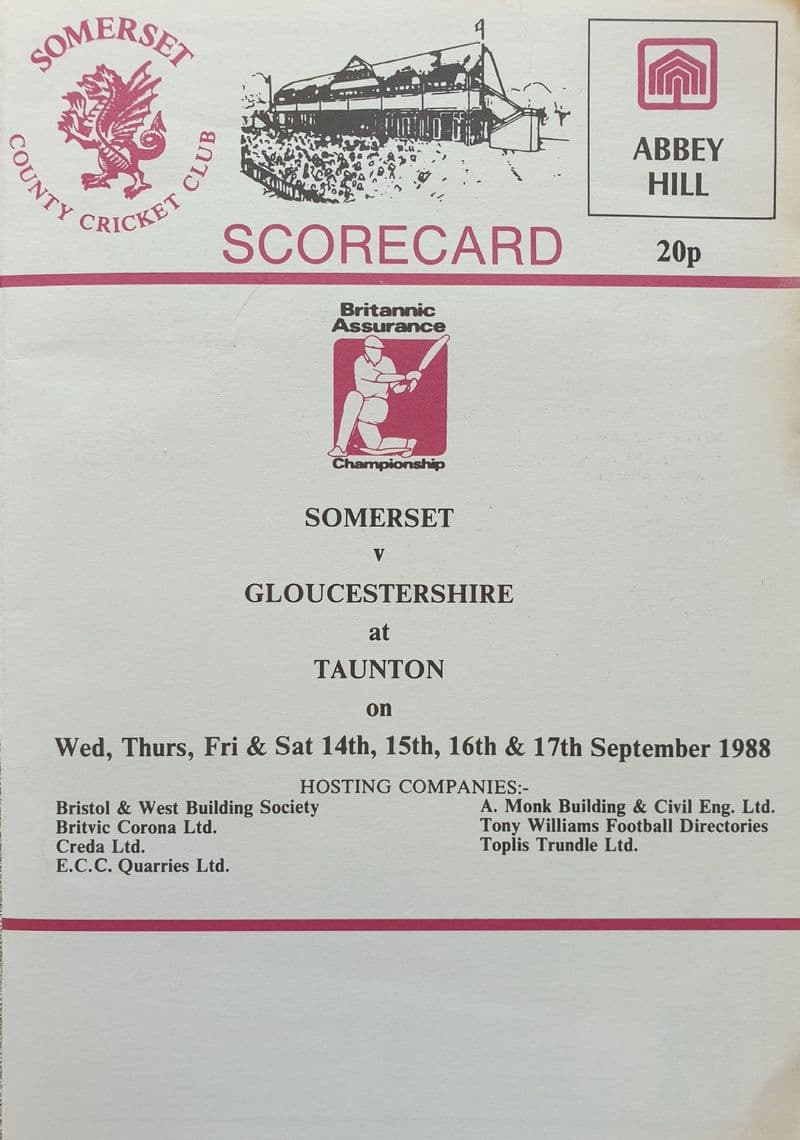 SOMERSET
COUNTY CRICKET CLUB
ABBEY
HILL
SCORECARD
20p
Britannic
Assurance
Championship
SOMERSET
v
GLOUCESTERSHIRE
at
TAUNTON
on
Wed, Thurs, Fri & Sat 14th, 15th, 16th & 17th September 1988
HOSTING COMPANIES:-
Bristol & West Building Society
Britvic Corona Ltd.
Creda Ltd.
E.C.C. Quarries Ltd.
A. Monk Building & Civil Eng. Ltd.
Tony Williams Football Directories
Toplis Trundle Ltd.